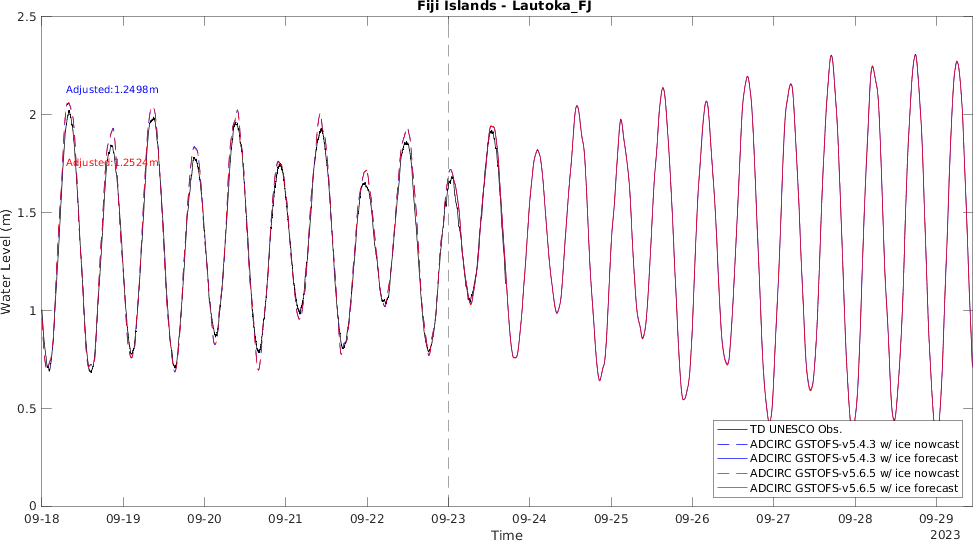 Fiji Islands - Lautoka_FJ
2.5
2
1.5
1
0.5
0
Water Level (m)
Adjusted:1.2498m
Adjusted:1.2524m
TD UNESCO Obs.
ADCIRC GSTOFS-v5.4.3 w/ ice nowcast
ADCIRC GSTOFS-v5.4.3 w/ ice forecast
ADCIRC GSTOFS-v5.6.5 w/ ice nowcast
ADCIRC GSTOFS-v5.6.5 w/ ice forecast
09-18 09-19 09-20 09-21 09-22 09-23 09-24 09-25 09-26 09-27 09-28 09-29
Time
2023